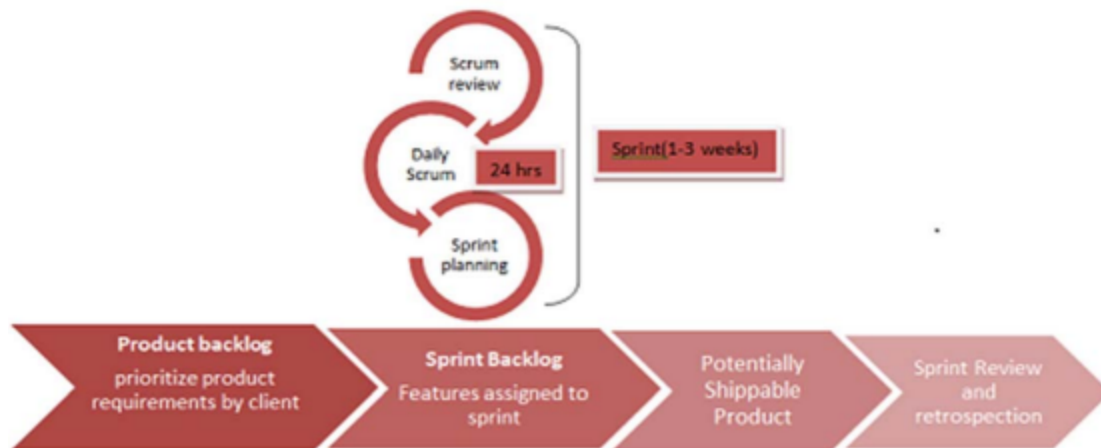 Scrum
review
Daily
Scrum
24 hrs
Sprint
planning
Sprint(1-3 weeks)
Product backlog
prioritize product
requirements by client
Sprint Backlog
Features assigned to
sprint
Potentially
Shippable
Product
Sprint Review
and
retrospection